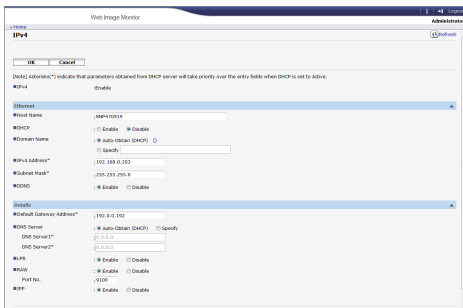 Web Image Monitor
Logout
Administrator
Home
IPv4
Refresh
OK Cancel
[Note] Asterisks(*) indicate that parameters obtained from DHCP server will take priority over the entry fields when DHCP is set to Active.
IPv4 :Enable
Ethernet
Host Name : RNP470919
DHCP : Enable Disable
Domain Name : Auto-Obtain (DHCP) ()
Specify
IPv4 Address* : 192.168.0.203
Subnet Mask* : 255.255.255.0
DDNS : Enable Disable
Details
Default Gateway Address* : 192.0.0.192
DNS Server : Auto-Obtain (DHCP) Specify
DNS Server1* : 0.0.0.0
DNS Server2* : 0.0.0.0
LPR : Enable Disable
RAW : Enable Disable
Port No. : 9100
IPP : Enable Disable